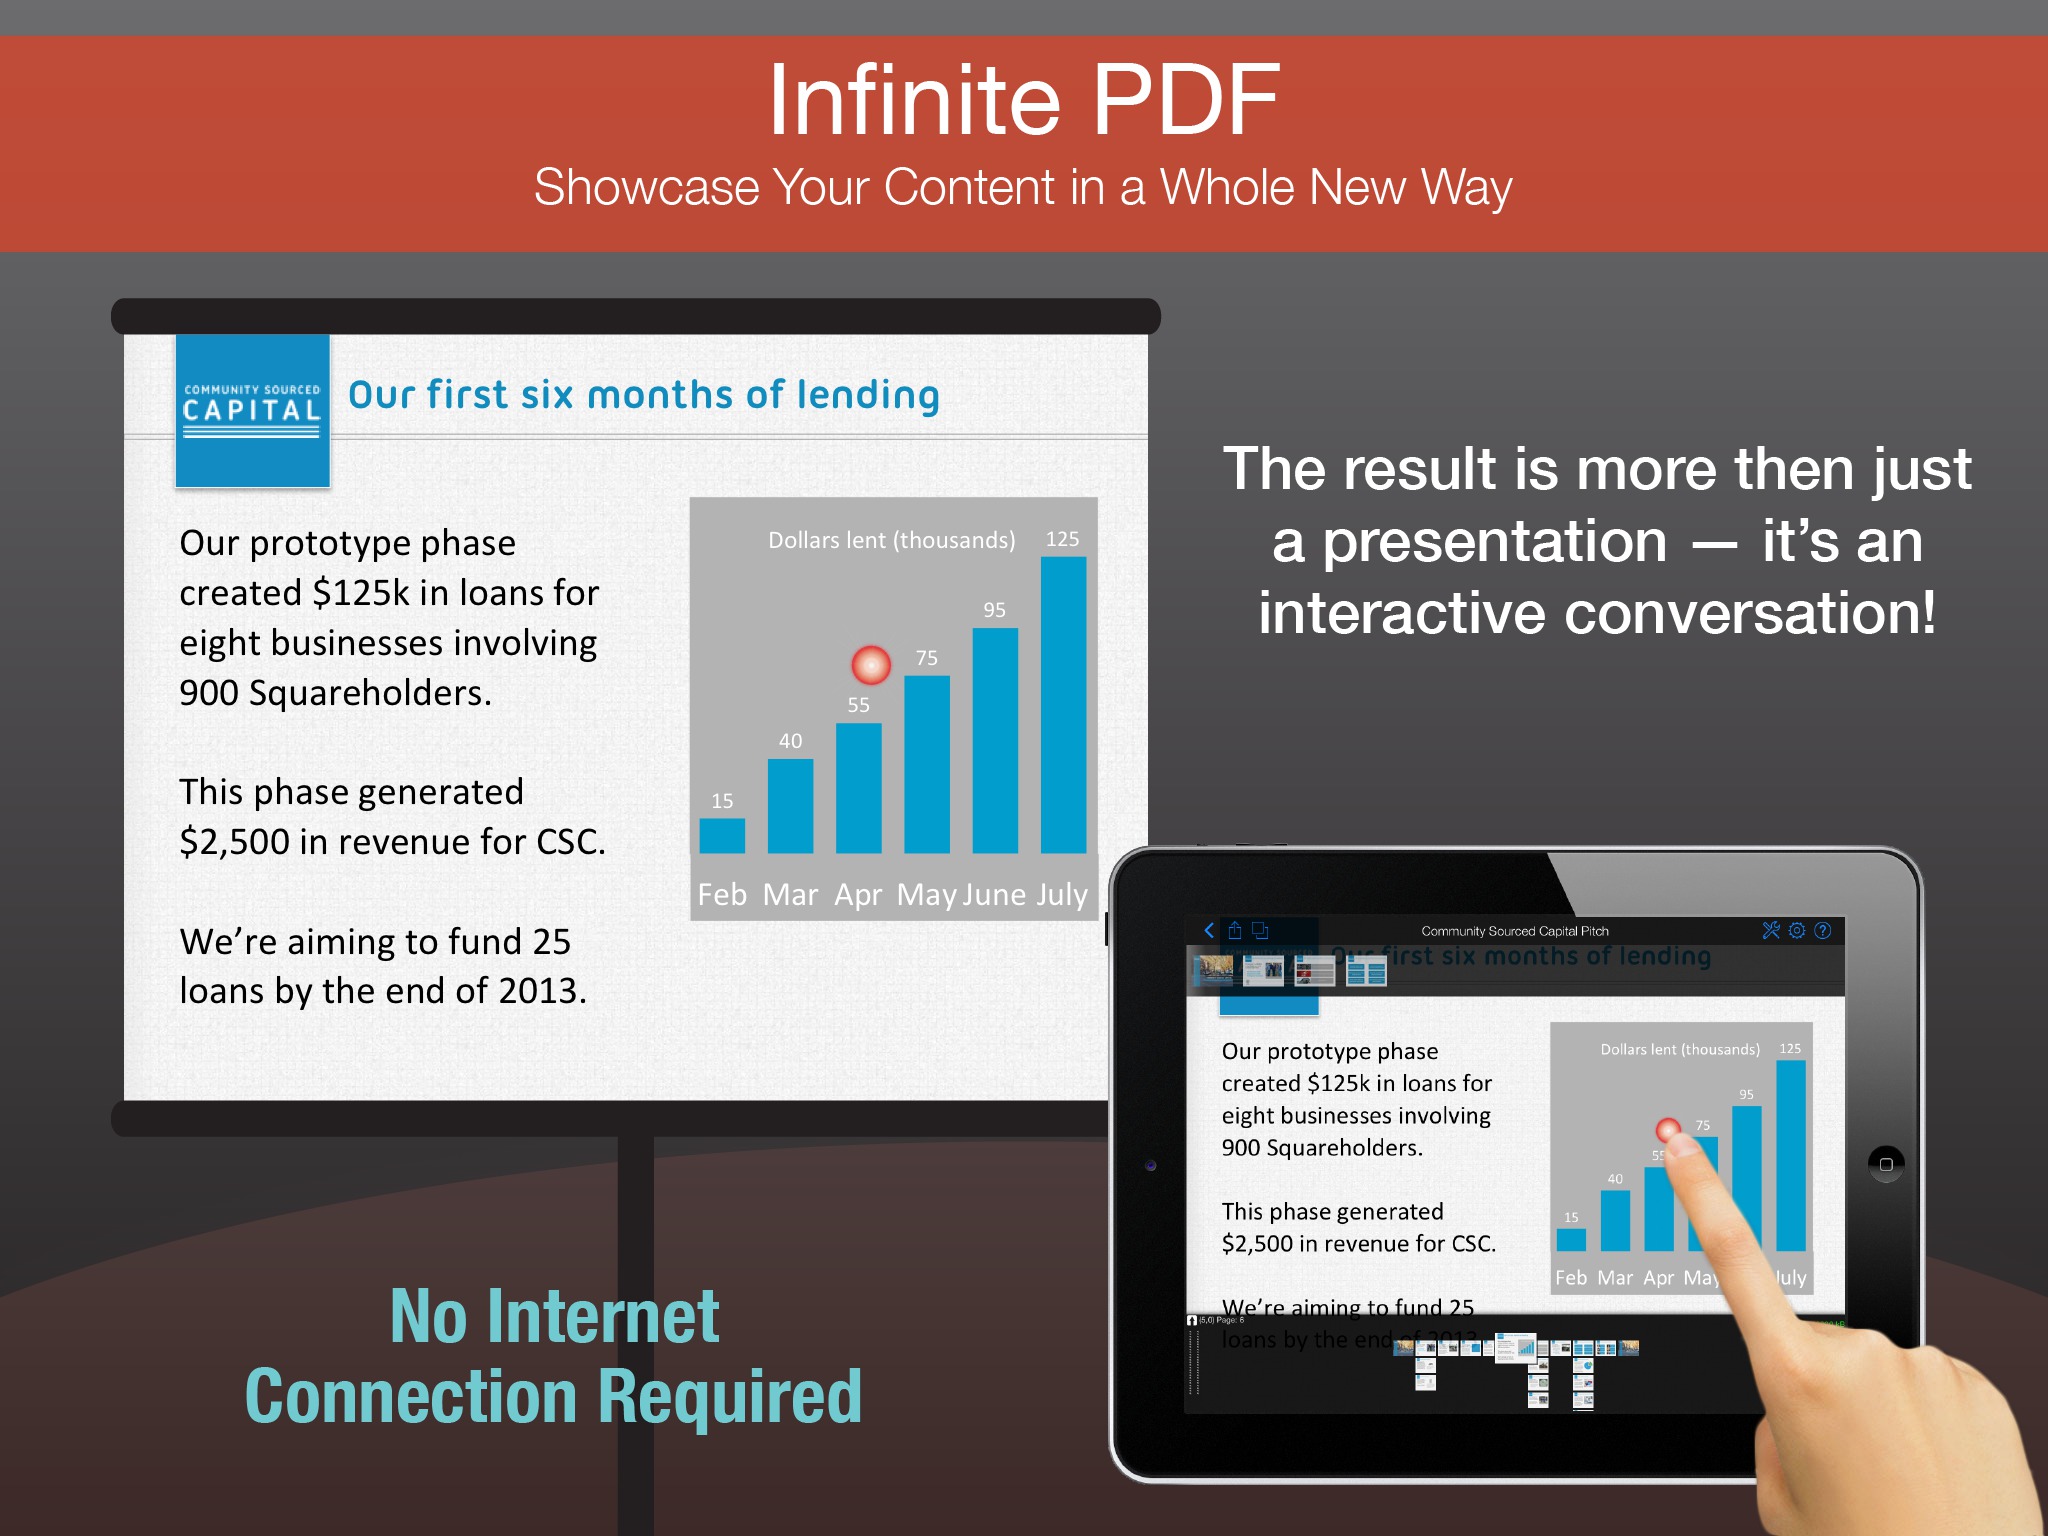 Infinite PDF
Showcase Your Content in a Whole New Way
COMMUNITY SOURCED
CAPITAL
Our first six months of lending
Our prototype phase
created $125k in loans for
eight businesses involving
900 Squareholders.
This phase generated
$2,500 in revenue for CSC.
We're aiming to fund 25
loans by the end of 2013.
Dollars lent (thousands)
125
95
75
55
40
15
Feb Mar Apr May June July
The result is more then just
a presentation — it's an
interactive conversation!
No Internet
Connection Required
Community Sourced Capital Pitch
Our first six months of lending
Our prototype phase
created $125k in loans for
eight businesses involving
900 Squareholders.
This phase generated
$2,500 in revenue for CSC.
We're aiming to fund 25
loans by the end of 2013.
Dollars lent (thousands)
125
95
75
55
40
15
Feb Mar Apr May July
(5,0) Page: 6